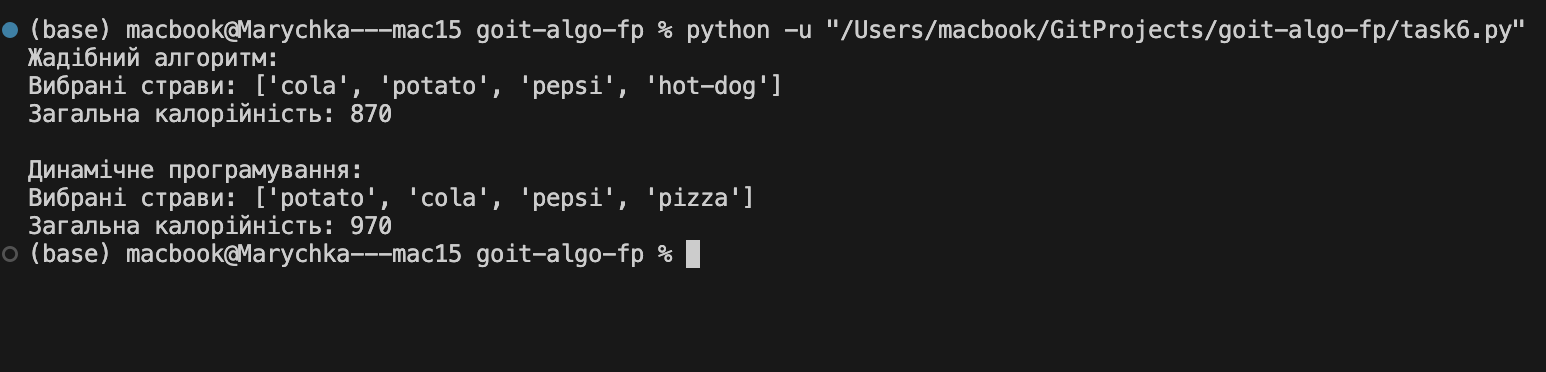 (base) macbook@Marychka---mac15 goit-algo-fp % python -u "/Users/macbook/GitProjects/goit-algo-fp/task6.py"
Жадібний алгоритм:
Вибрані страви: ['cola', 'potato', 'pepsi', 'hot-dog']
Загальна калорійність: 870
Динамічне програмування:
Вибрані страви: ['potato', 'cola', 'pepsi', 'pizza']
Загальна калорійність: 970
(base) macbook@Marychka---mac15 goit-algo-fp %